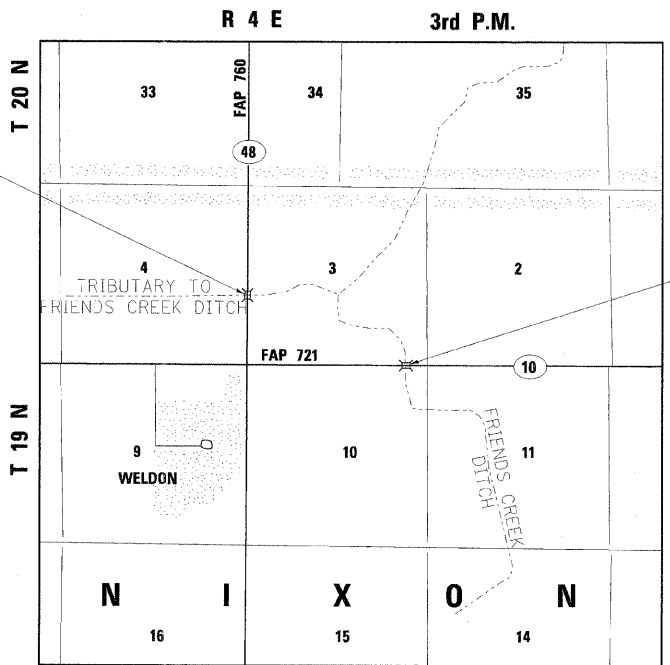 R 4 E 3rd P.M.
T 20 N
33
FAP 760
34
35
48
4
3
2
TRIBUTARY TO
FRIENDS CREEK DITCH
FAP 721
10
T 19 N
9
WELDON
10
11
FRIENDS CREEK
DITCH
N I X O N
16
15
14